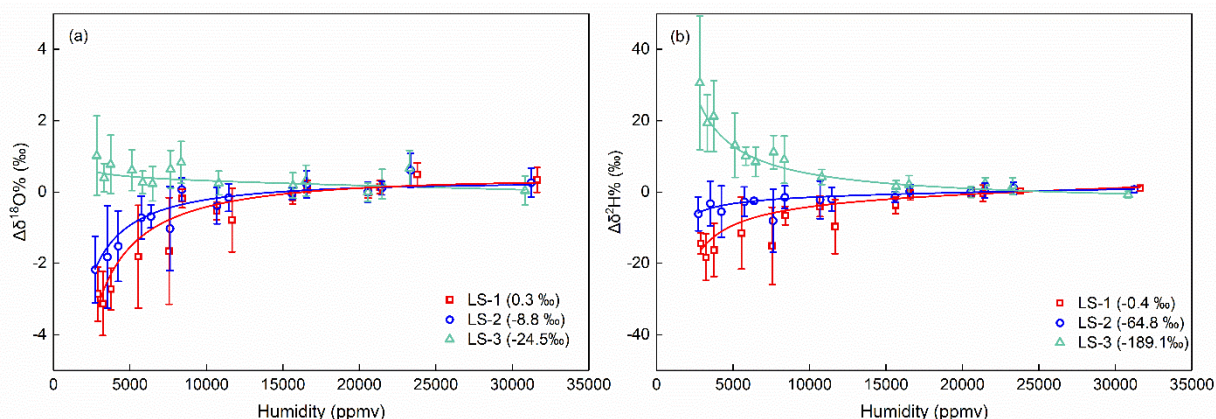 (a)
Δδ¹⁸O% (‰)
4
2
0
-2
-4
LS-1 (0.3 ‰)
LS-2 (-8.8 ‰)
LS-3 (-24.5‰)
0 5000 10000 15000 20000 25000 30000 35000
Humidity (ppmv)
(b)
Δδ²H% (‰)
40
20
0
-20
-40
LS-1 (-0.4 ‰)
LS-2 (-64.8 ‰)
LS-3 (-189.1‰)
0 5000 10000 15000 20000 25000 30000 35000
Humidity (ppmv)